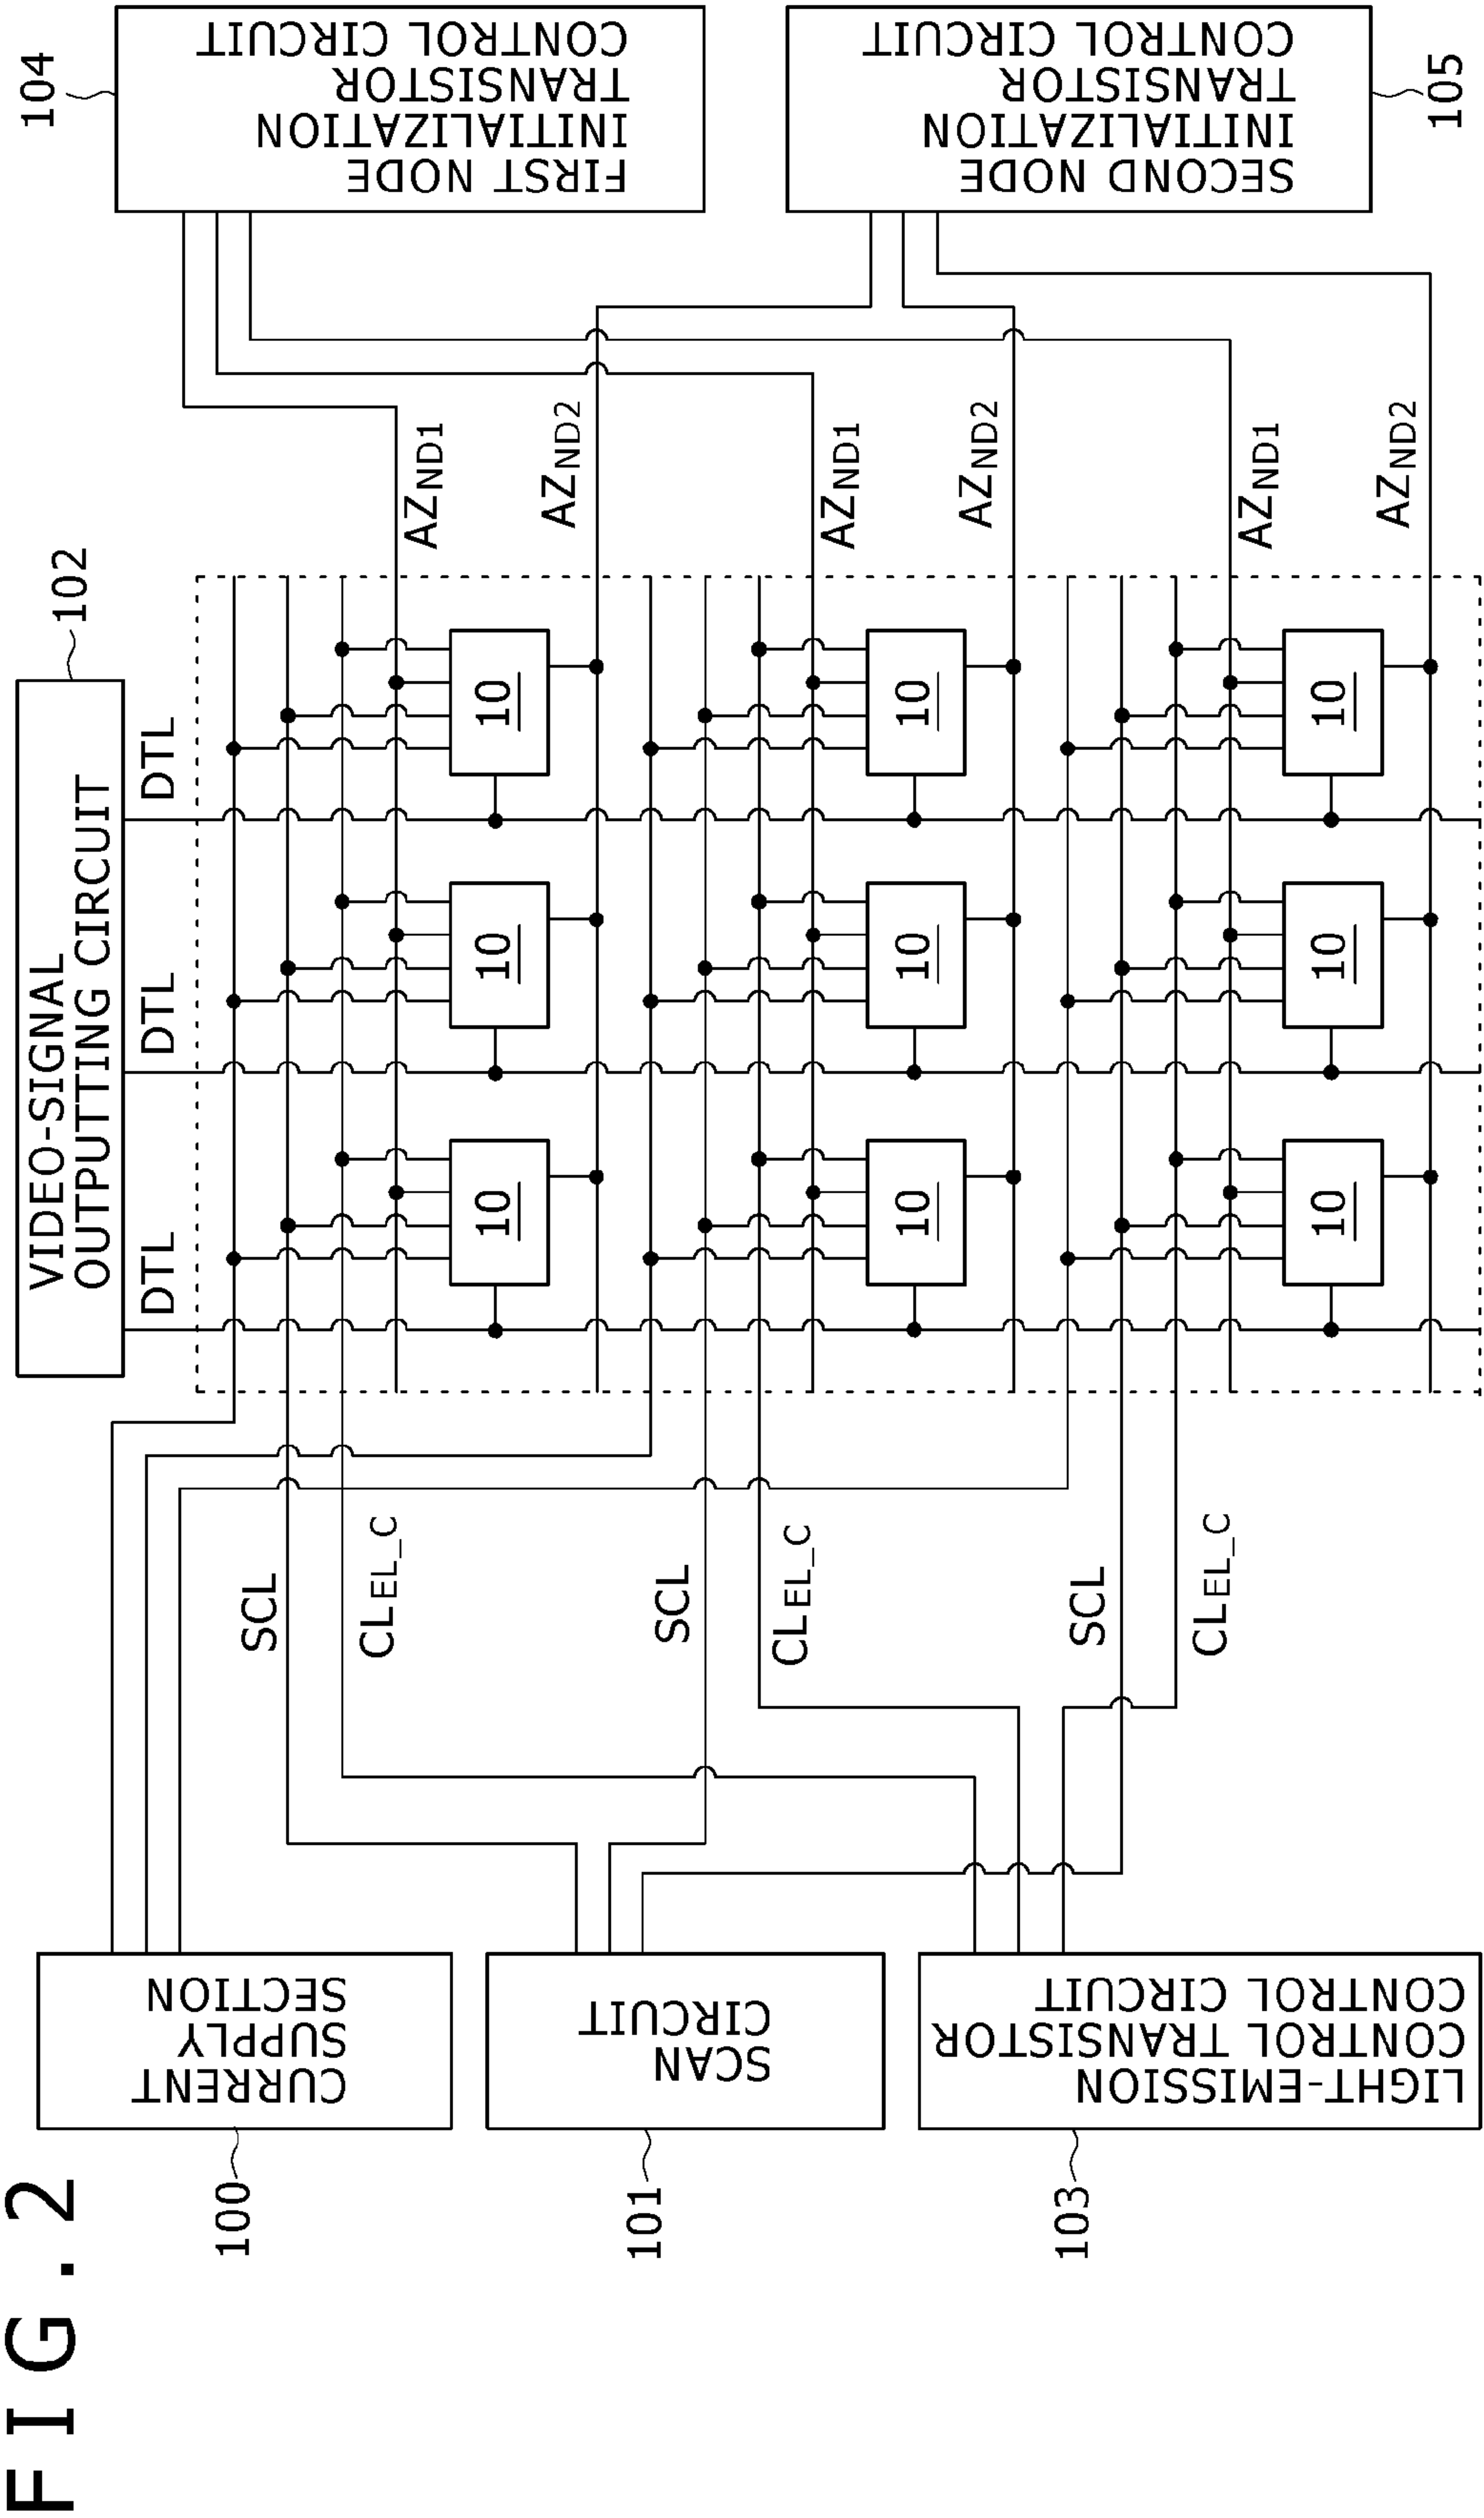 FIG. 2
VIDEO-SIGNAL
OUTPUTTING CIRCUIT
102
DTL
DTL
DTL
100
CURRENT
SUPPLY
SECTION
101
SCAN
CIRCUIT
103
LIGHT-EMISSION
CONTROL TRANSISTOR
CONTROL CIRCUIT
104
FIRST NODE
INITIALIZATION
TRANSISTOR
CONTROL CIRCUIT
105
SECOND NODE
INITIALIZATION
TRANSISTOR
CONTROL CIRCUIT
SCL
CLEL_C
10
10
10
AZND1
AZND2
SCL
CLEL_C
10
10
10
AZND1
AZND2
SCL
CLEL_C
10
10
10
AZND1
AZND2